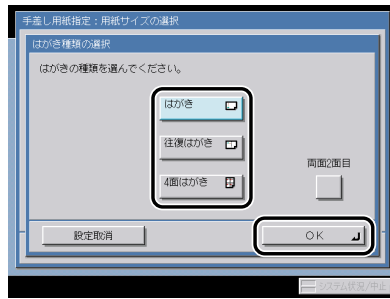 手差し用紙指定：用紙サイズの選択
はがき種類の選択
はがきの種類を選んでください。
はがき
往復はがき
4面はがき
両面2面目
設定取消
OK
システム状況/中止